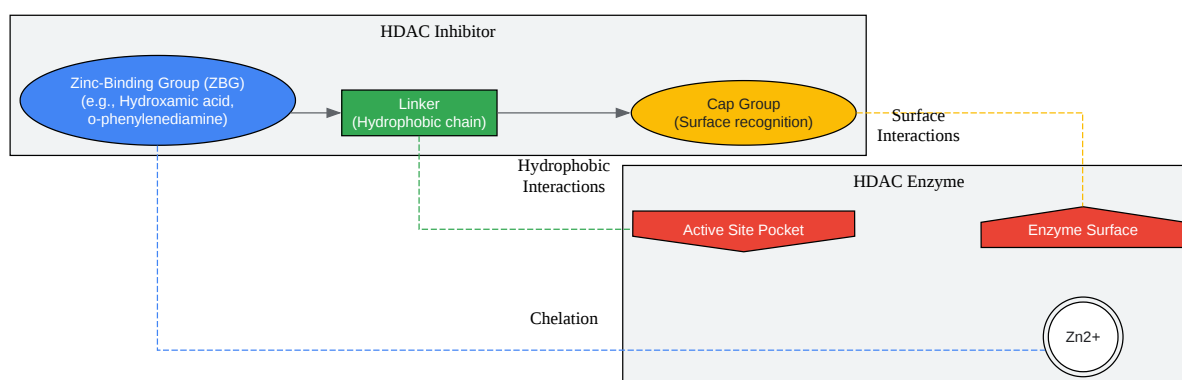 HDAC Inhibitor
Zinc-Binding Group (ZBG)
(e.g., Hydroxamic acid,
o-phenylenediamine)
Linker
(Hydrophobic chain)
Cap Group
(Surface recognition)
Surface
Interactions
Hydrophobic
Interactions
HDAC Enzyme
Active Site Pocket
Enzyme Surface
Chelation
Zn2+